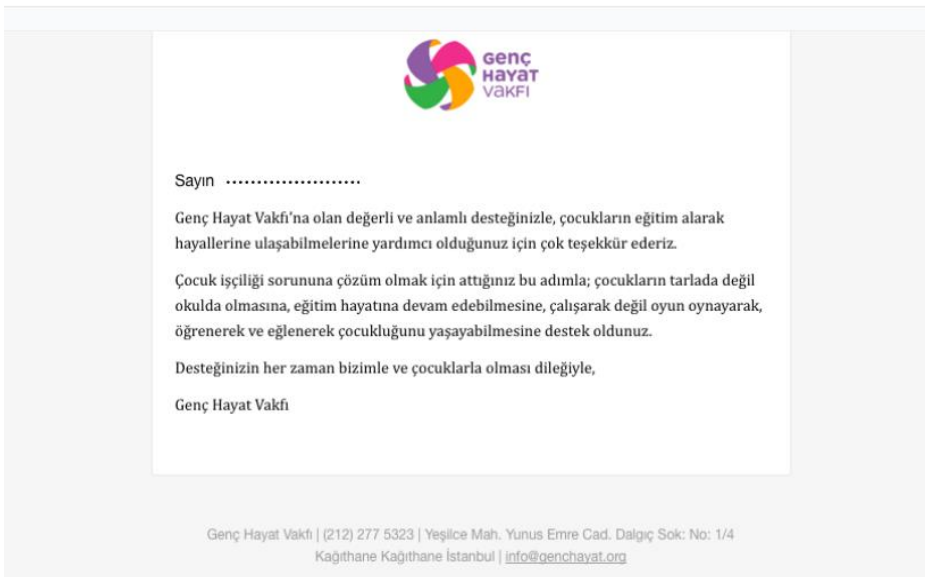 Genç
HAYAT
VAKFI
Sayın ......................
Genç Hayat Vakfı'na olan değerli ve anlamlı desteğinizle, çocukların eğitim alarak
hayallerine ulaşabilmelerine yardımcı olduğunuz için çok teşekkür ederiz.
Çocuk işçiliği sorununa çözüm olmak için attığınız bu adımla; çocukların tarlada değil
okulda olmasına, eğitim hayatına devam edebilmesine, çalışarak değil oyun oynayarak,
öğrenerek ve eğlenerek çocukluğunu yaşayabilmesine destek oldunuz.
Desteğinizin her zaman bizimle ve çocuklarla olması dileğiyle,
Genç Hayat Vakfı
Genç Hayat Vakfı | (212) 277 5323 | Yeşilce Mah. Yunus Emre Cad. Dalgıç Sok: No: 1/4
Kağıthane Kağıthane İstanbul | info@genchayat.org